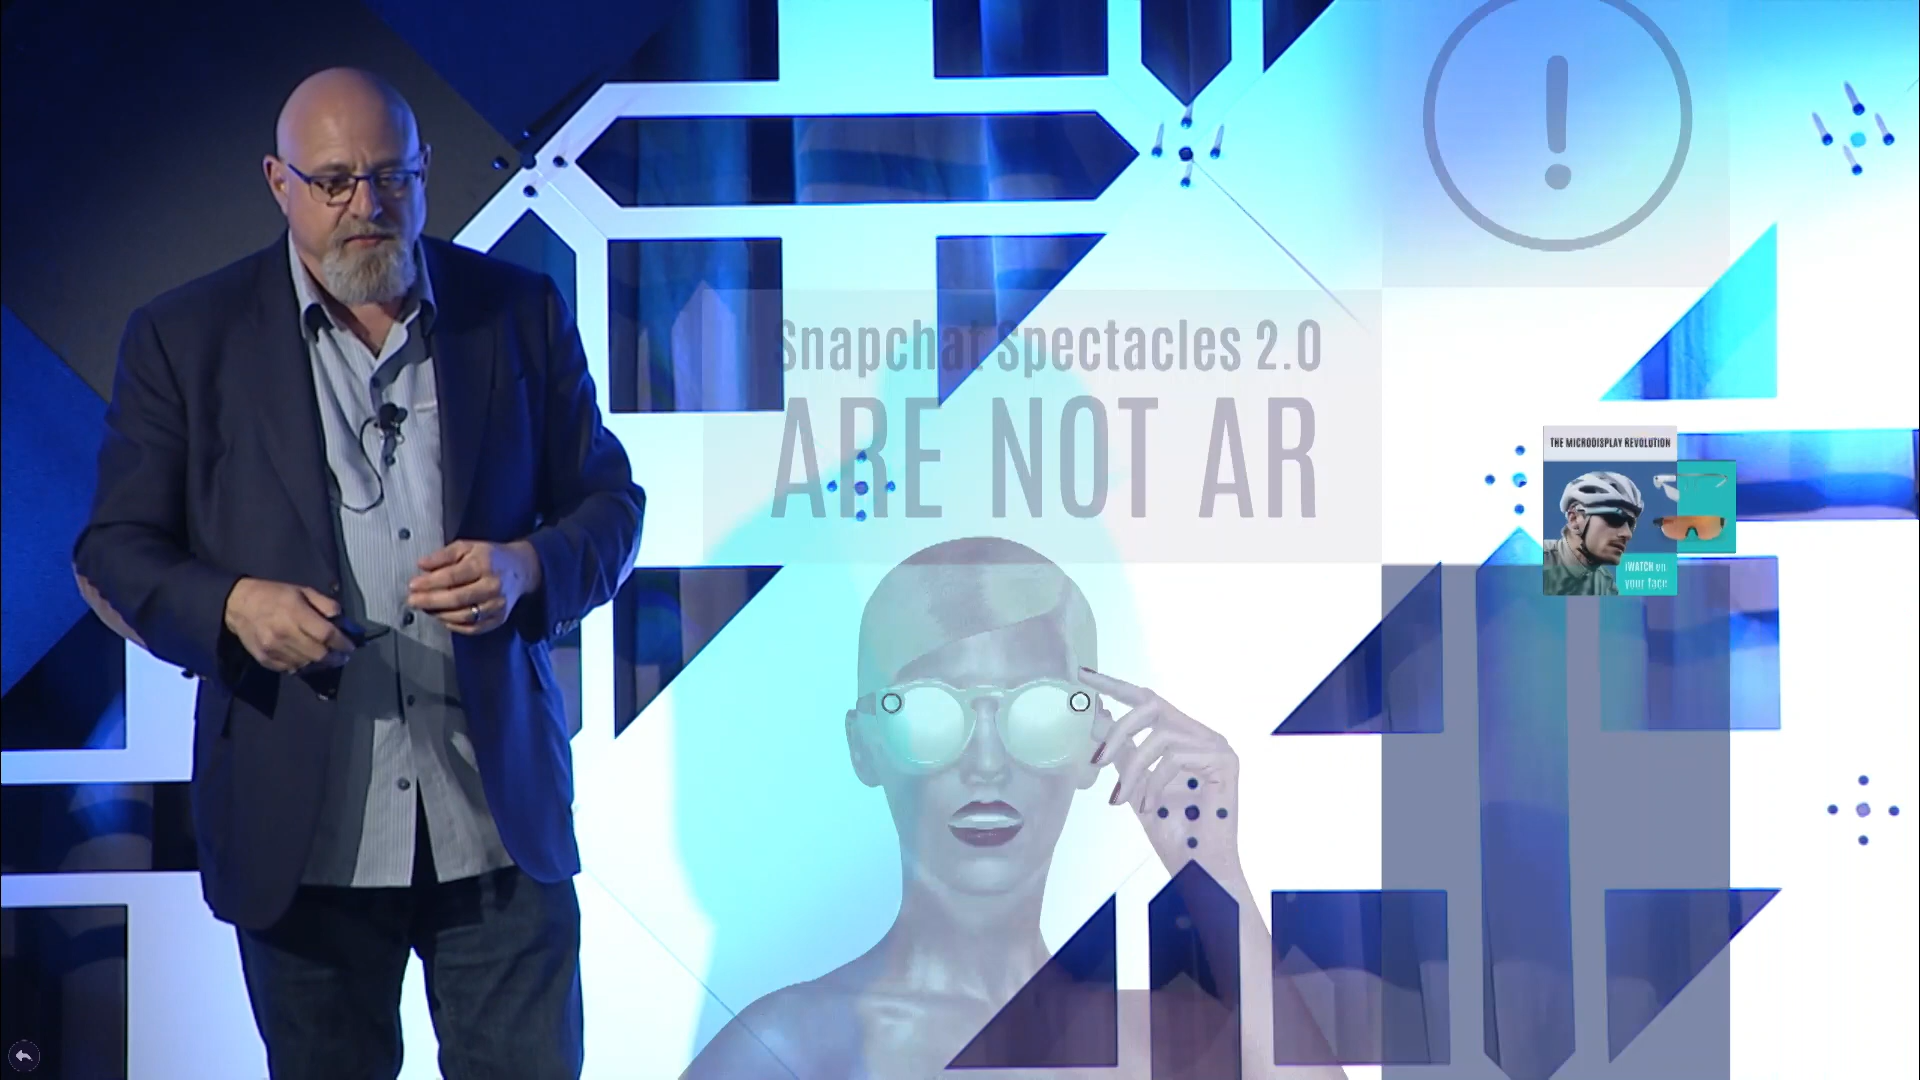 Snapchat Spectacles 2.0
ARE NOT AR
THE MICRODISPLAY REVOLUTION
iWATCH on
your face